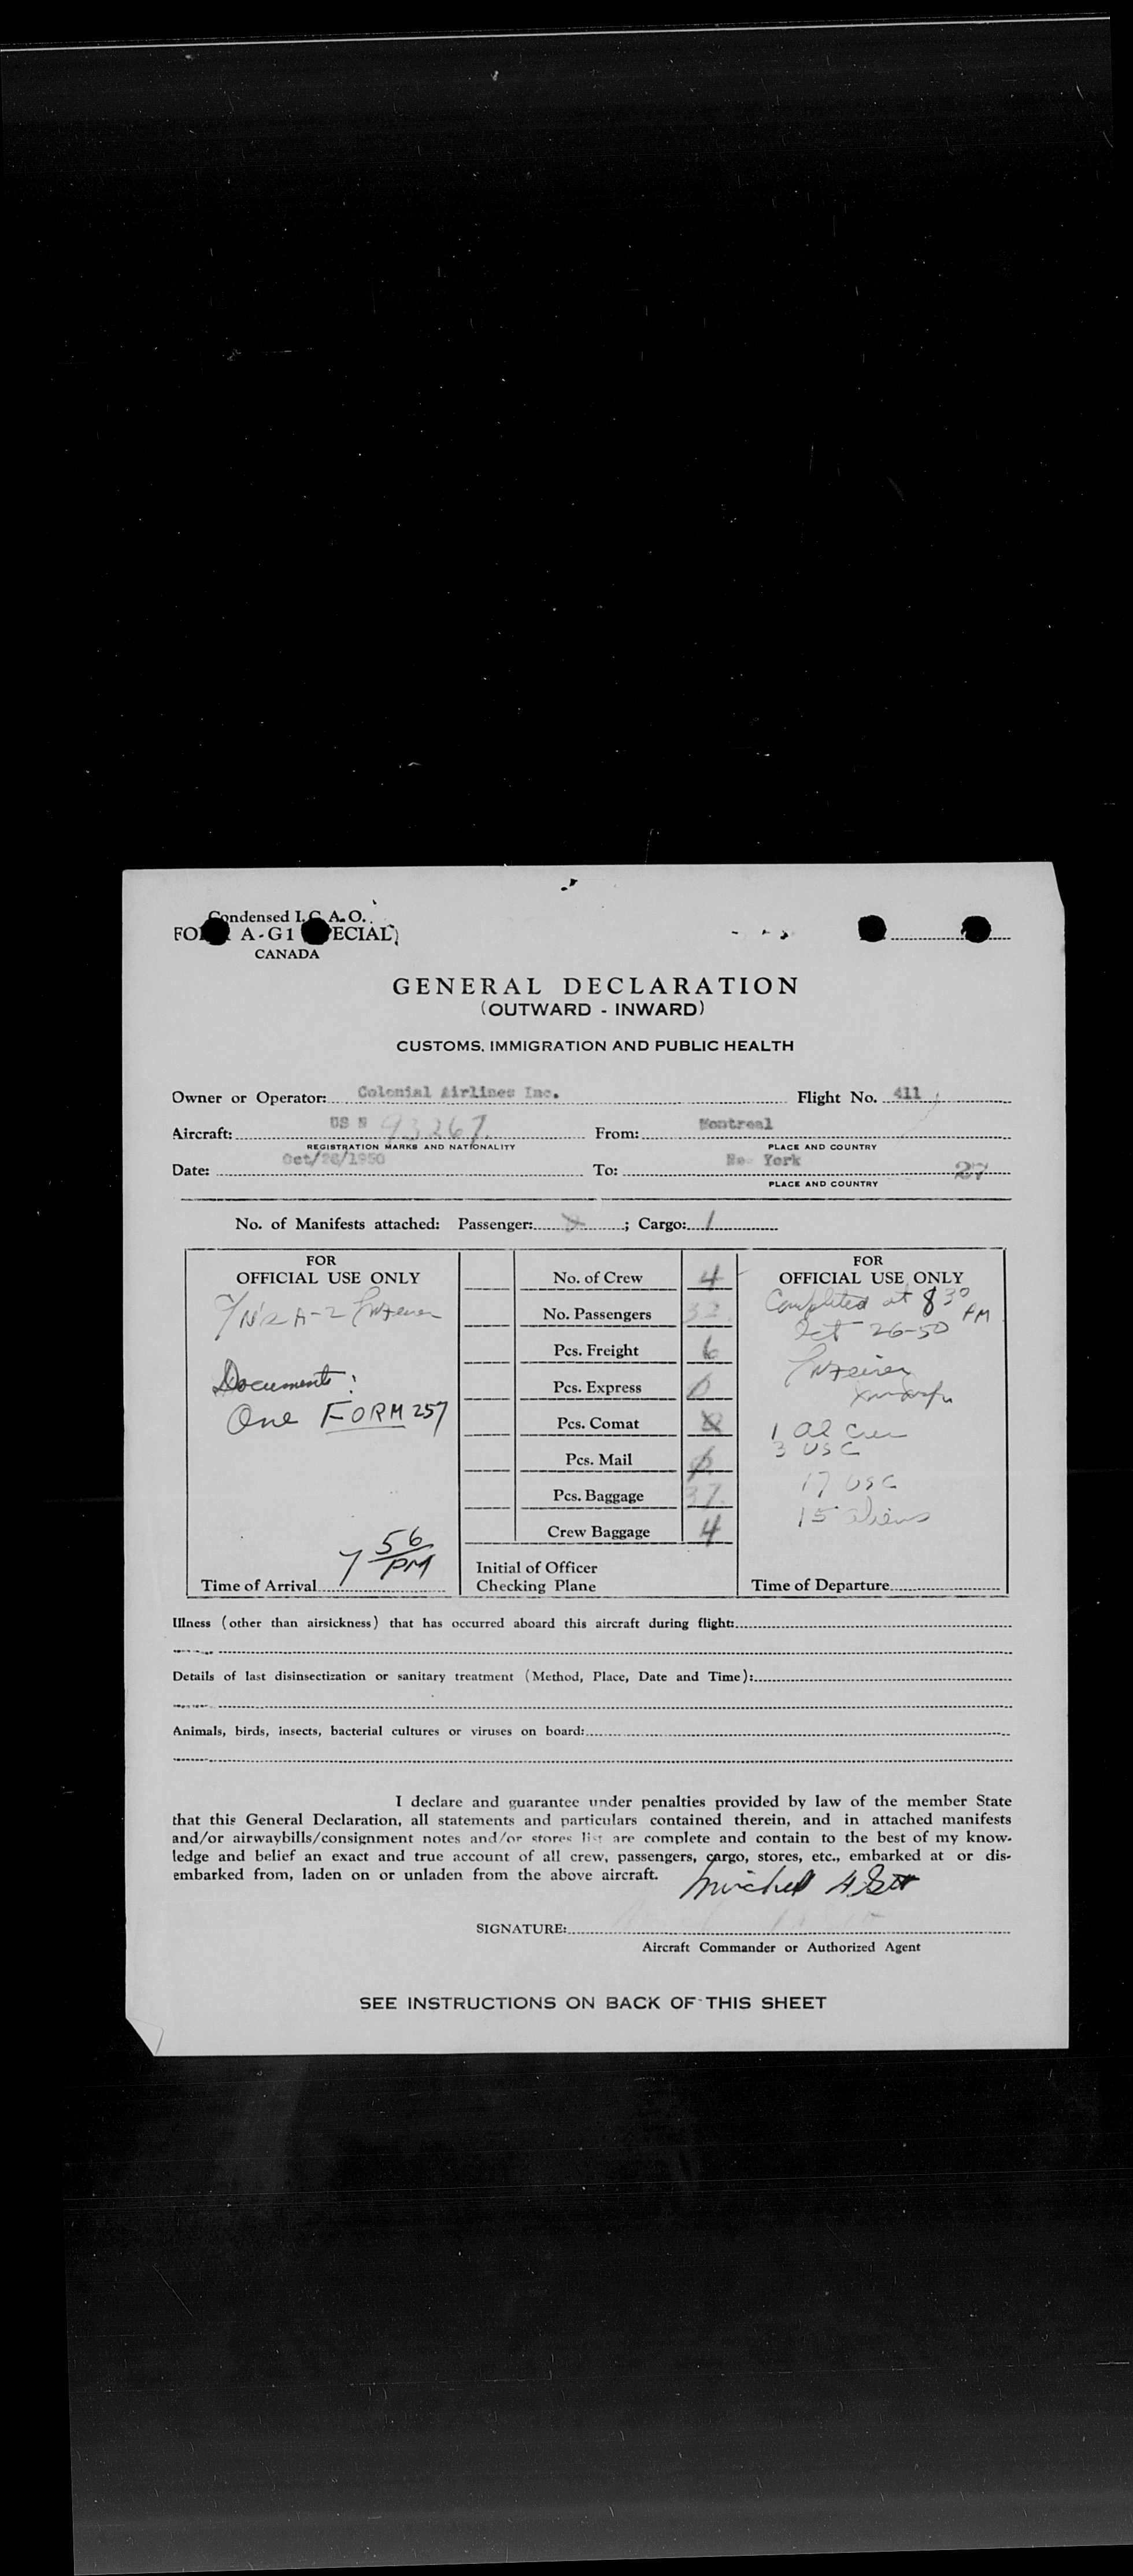 Condensed I.C.A.O.
FORM A-G1 (SPECIAL)
CANADA
GENERAL DECLARATION
(OUTWARD - INWARD)
CUSTOMS, IMMIGRATION AND PUBLIC HEALTH
Owner or Operator: Colonial Airlines Inc. Flight No. 411
Aircraft: US N 93267 From: Montreal
REGISTRATION MARKS AND NATIONALITY PLACE AND COUNTRY
Date: Oct/26/1950 To: New York 27
PLACE AND COUNTRY
No. of Manifests attached: Passenger: ; Cargo: 1
FOR
OFFICIAL USE ONLY
A-2
Documents:
One FORM 257
7 56
PM
Time of Arrival
No. of Crew 4
No. Passengers 32
Pcs. Freight 6
Pcs. Express 0
Pcs. Comat
Pcs. Mail 0
Pcs. Baggage 37
Crew Baggage 4
Initial of Officer
Checking Plane
FOR
OFFICIAL USE ONLY
Completed at 8 30 PM
Oct 26-50
1 al Crew
3 USC
17 USC
15 aliens
Time of Departure
Illness (other than airsickness) that has occurred aboard this aircraft during flight:
Details of last disinsectization or sanitary treatment (Method, Place, Date and Time):
Animals, birds, insects, bacterial cultures or viruses on board:
I declare and guarantee under penalties provided by law of the member State
that this General Declaration, all statements and particulars contained therein, and in attached manifests
and/or airwaybills/consignment notes and/or stores list are complete and contain to the best of my know-
ledge and belief an exact and true account of all crew, passengers, cargo, stores, etc., embarked at or dis-
embarked from, laden on or unladen from the above aircraft.
SIGNATURE:
Aircraft Commander or Authorized Agent
SEE INSTRUCTIONS ON BACK OF THIS SHEET